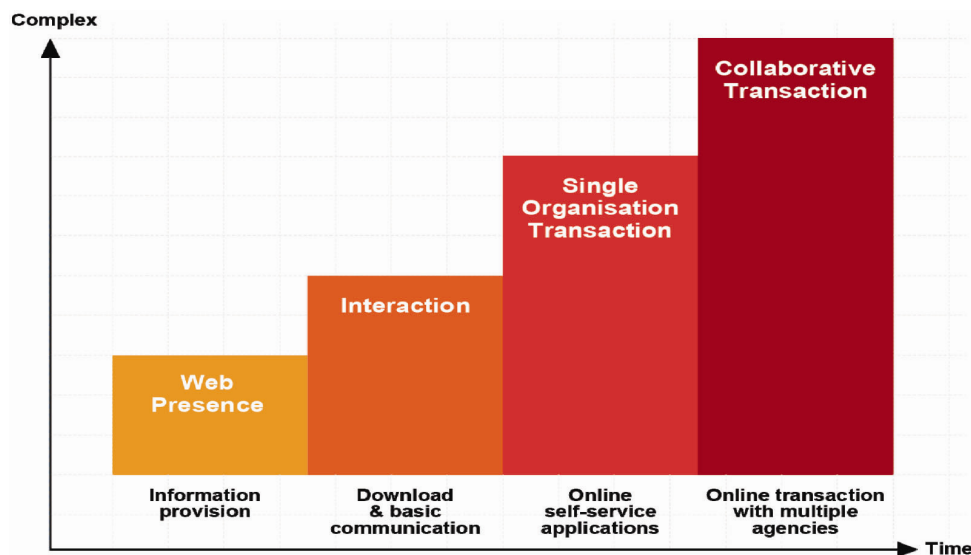 Complex
Collaborative
Transaction
Single
Organisation
Transaction
Interaction
Web
Presence
Information
provision
Download
& basic
communication
Online
self-service
applications
Online transaction
with multiple
agencies
Time